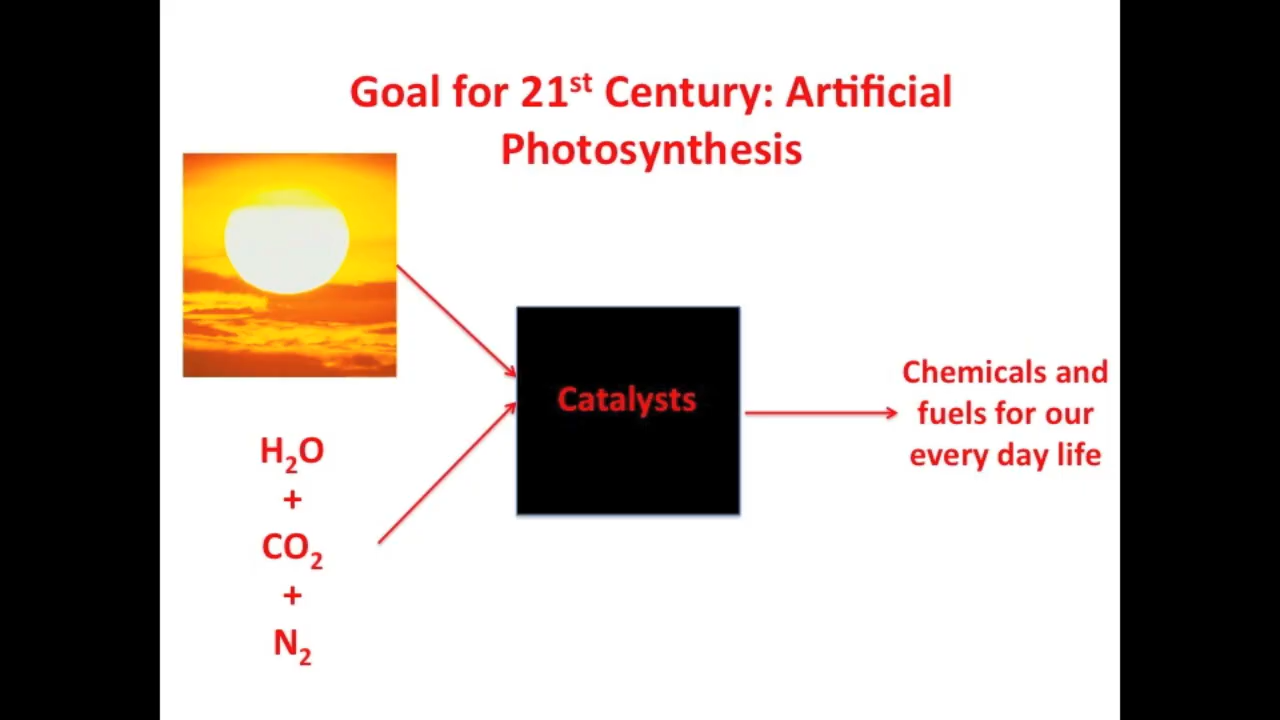 Goal for 21st Century: Artificial
Photosynthesis
Catalysts
Chemicals and
fuels for our
every day life
H₂O
+
CO₂
+
N₂